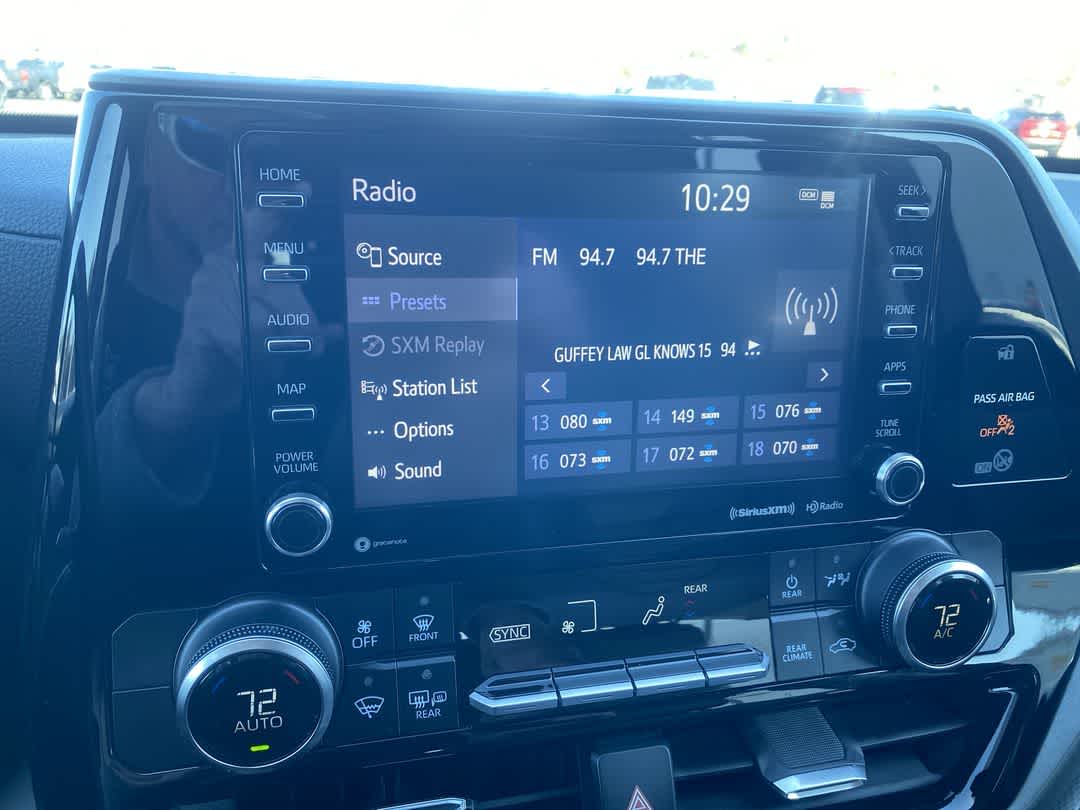 HOME
MENU
AUDIO
MAP
POWER
VOLUME
Radio
10:29
DCM
DCM
Source
Presets
SXM Replay
Station List
Options
Sound
FM 94.7 94.7 THE
GUFFEY LAW GL KNOWS 15 94
13 080 sxm
14 149 sxm
15 076 sxm
16 073 sxm
17 072 sxm
18 070 sxm
gracenote
((SiriusXM))
HD Radio
SEEK >
< TRACK
PHONE
APPS
TUNE
SCROLL
PASS AIR BAG
OFF 2
ON
72
AUTO
OFF
FRONT
REAR
SYNC
REAR
REAR
REAR
CLIMATE
72
A/C